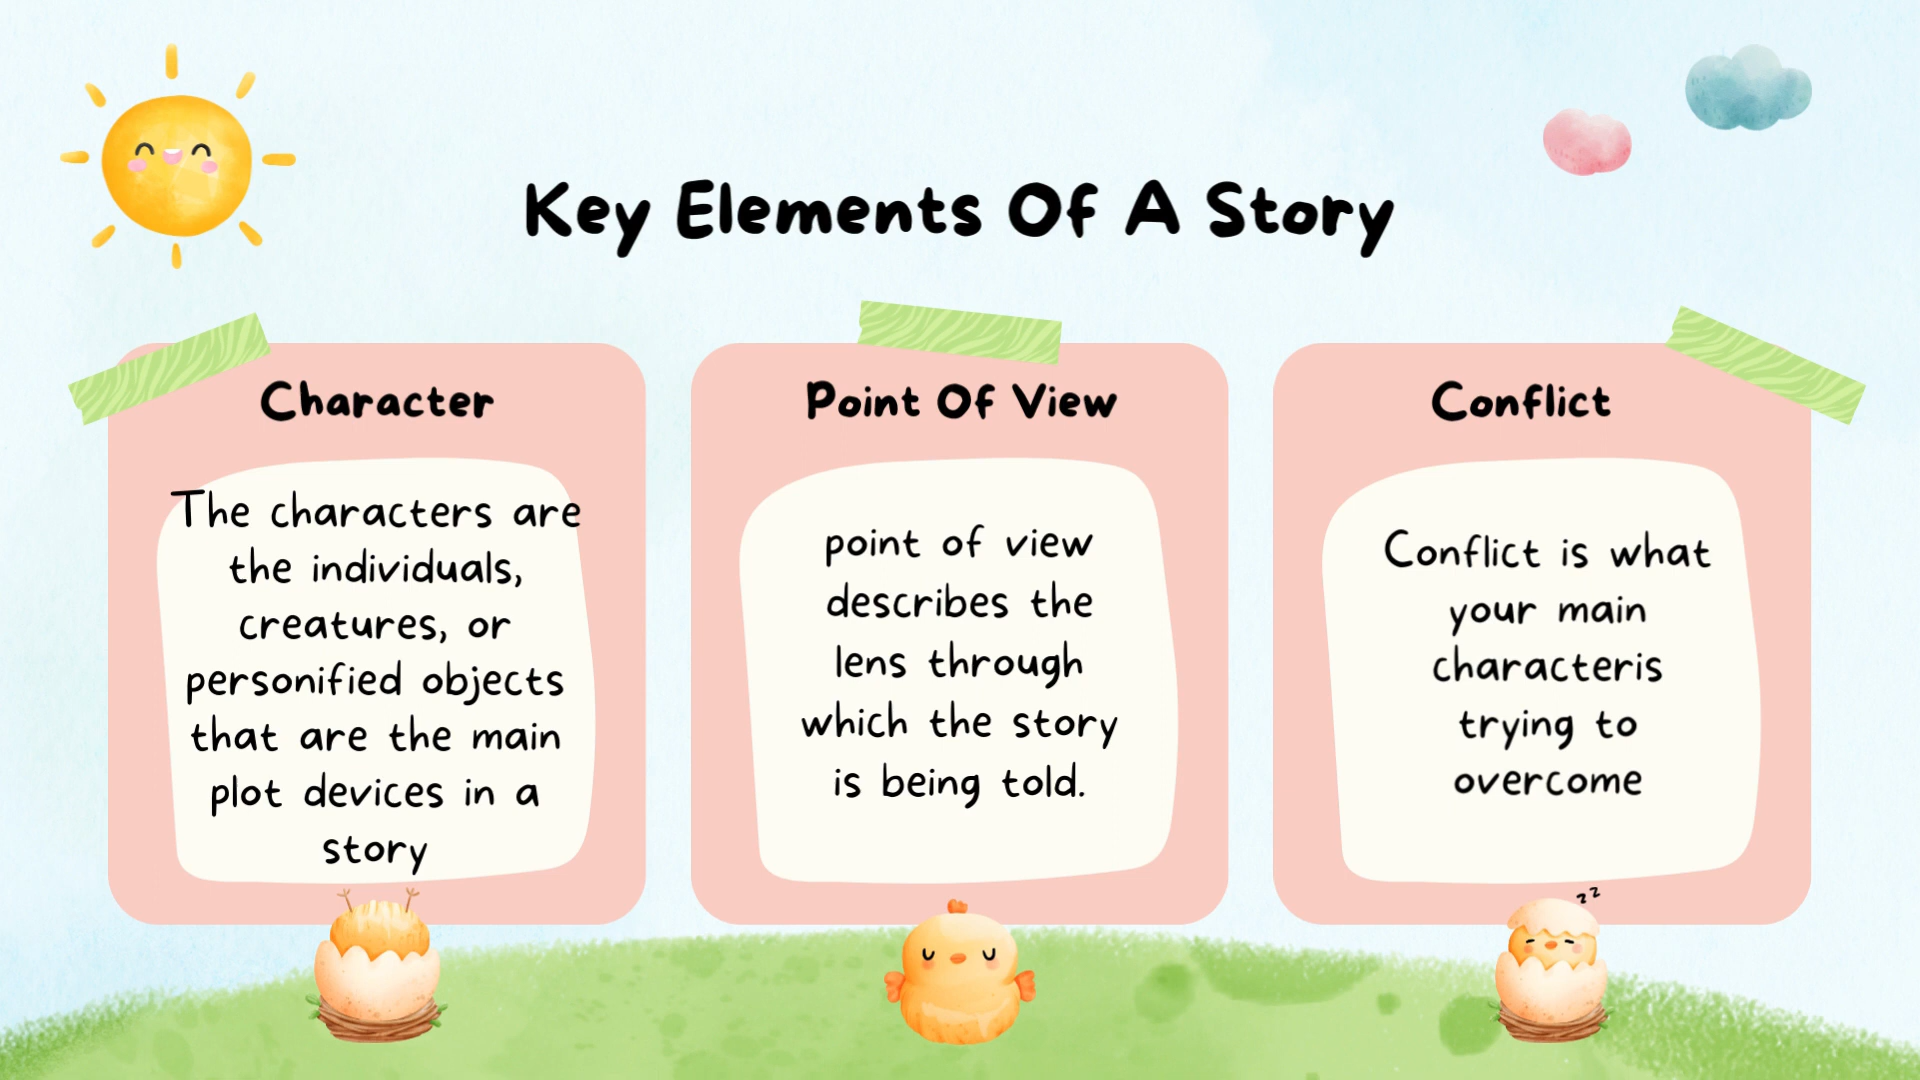 Key Elements Of A Story
Character
The characters are
the individuals,
creatures, or
personified objects
that are the main
plot devices in a
story
Point Of View
point of view
describes the
lens through
which the story
is being told.
Conflict
Conflict is what
your main
characteris
trying to
overcome
zz